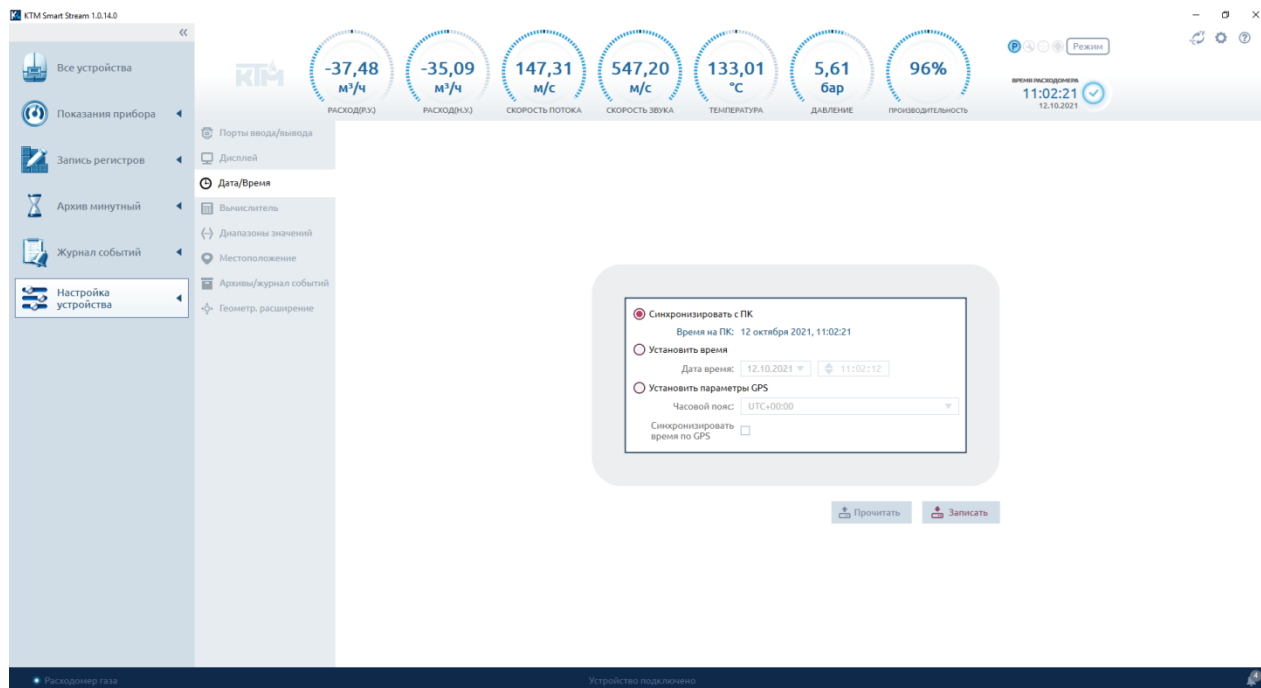 KTM Smart Stream 1.0.14.0
Все устройства
Показания прибора
Запись регистров
Архив минутный
Журнал событий
Настройка
устройства
КТМ
-37,48
м³/ч
РАСХОД(Р.У.)
-35,09
м³/ч
РАСХОД(Н.У.)
147,31
м/с
СКОРОСТЬ ПОТОКА
547,20
м/с
СКОРОСТЬ ЗВУКА
133,01
°C
ТЕМПЕРАТУРА
5,61
бар
ДАВЛЕНИЕ
96%
ПРОИЗВОДИТЕЛЬНОСТЬ
P
Режим
ВРЕМЯ РАСХОДОМЕРА
11:02:21
12.10.2021
Порты ввода/вывода
Дисплей
Дата/Время
Вычислитель
Диапазоны значений
Местоположение
Архивы/журнал событий
Геометр. расширение
Синхронизировать с ПК
Время на ПК: 12 октября 2021, 11:02:21
Установить время
Дата время: 12.10.2021 11:02:12
Установить параметры GPS
Часовой пояс: UTC+00:00
Синхронизировать
время по GPS
Прочитать Записать
Расходомер газа
Устройство подключено
4